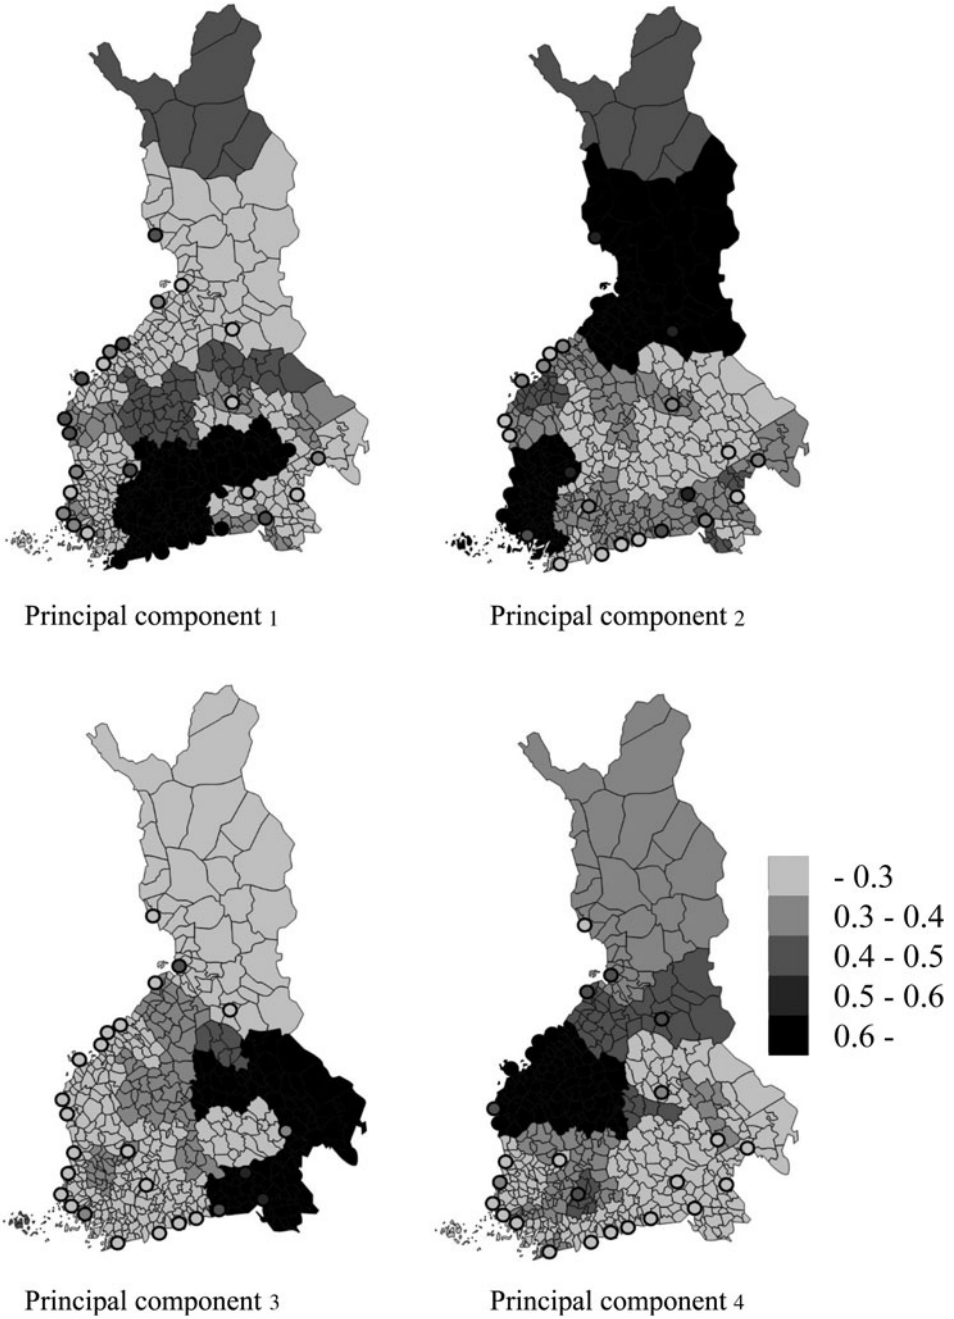 Principal component 1
Principal component 2
- 0.3
0.3 - 0.4
0.4 - 0.5
0.5 - 0.6
0.6 -
Principal component 3
Principal component 4